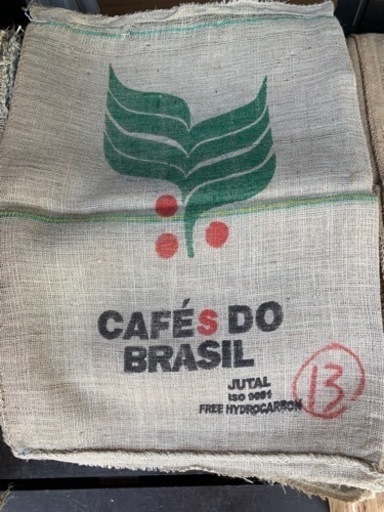 CAFÉS DO
BRASIL
JUTAL
ISO 9001
FREE HYDROCARBON
13